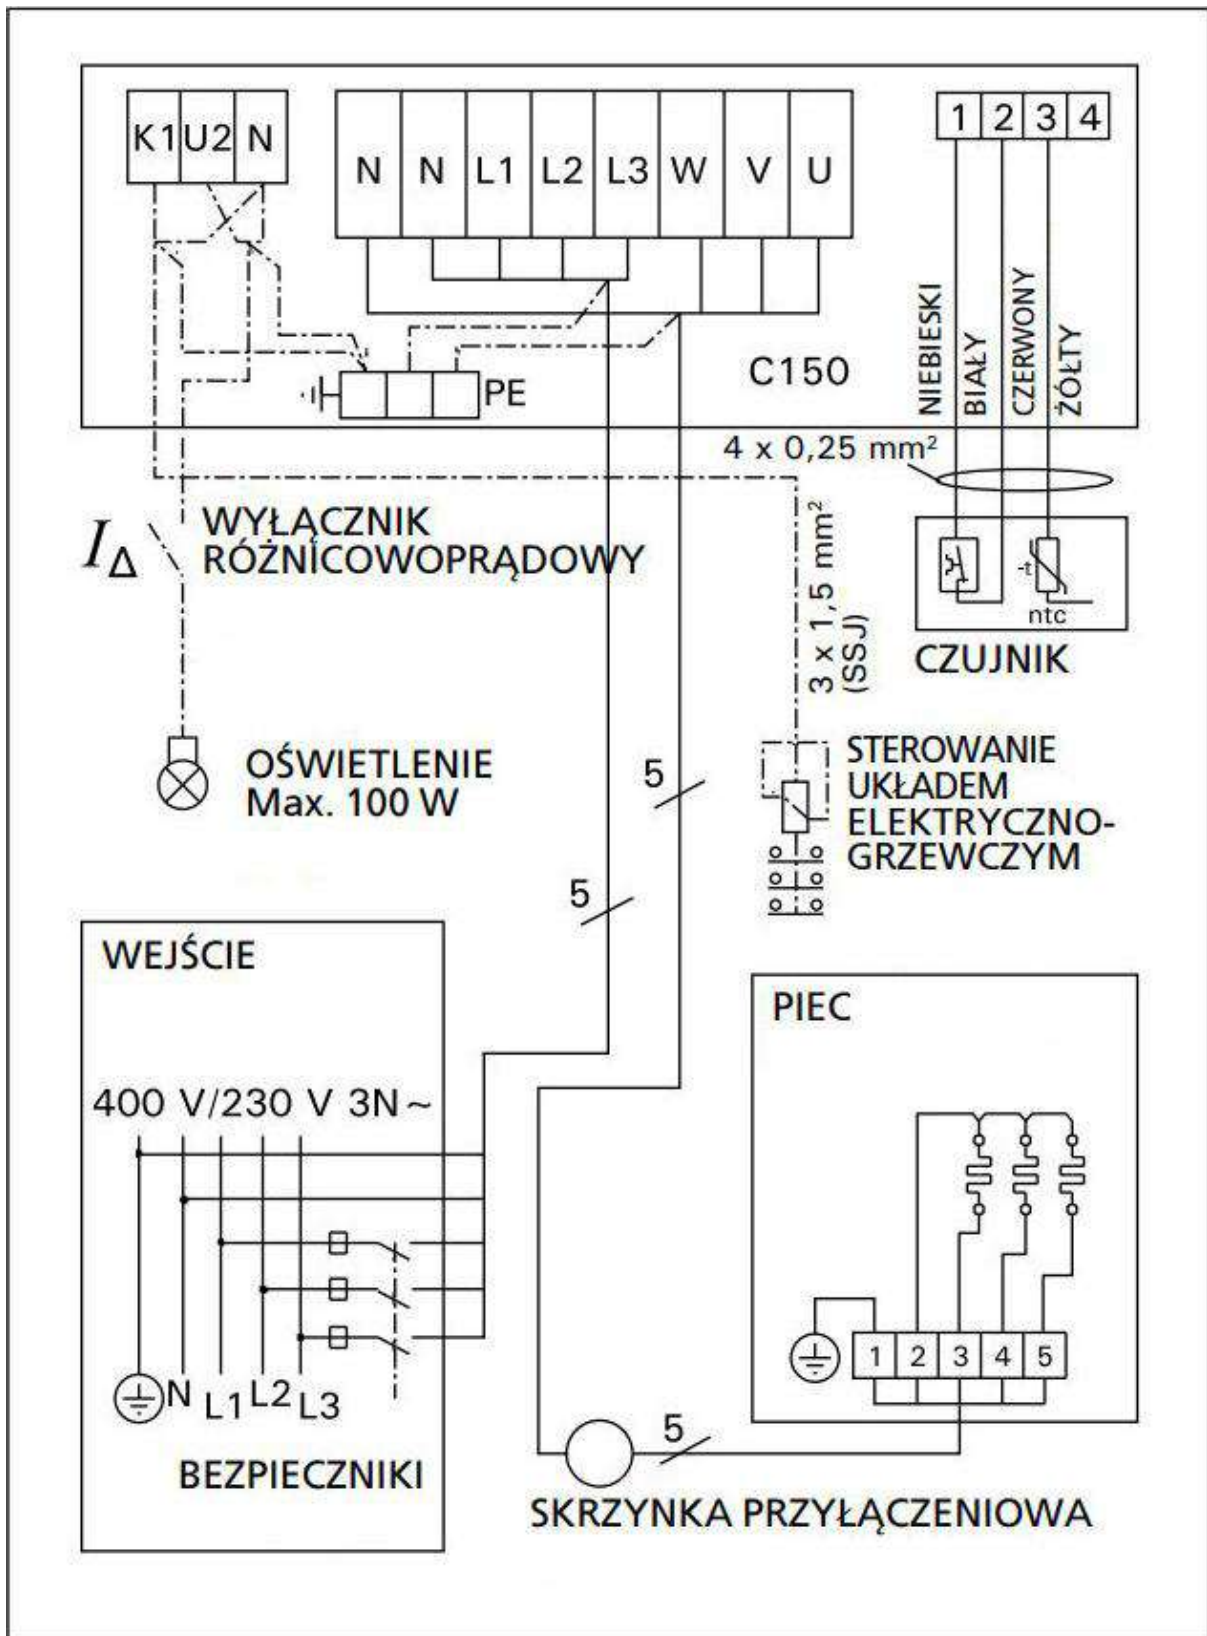 K1 U2 N
N N L1 L2 L3 W V U
1 2 3 4
NIEBIESKI
BIAŁY
CZERWONY
ŻÓŁTY
C150
PE
4 x 0,25 mm²
I∆
WYŁĄCZNIK
RÓŻNICOWOPRĄDOWY
3 x 1,5 mm²
(SSJ)
-t
ntc
CZUJNIK
OŚWIETLENIE
Max. 100 W
5
STEROWANIE
UKŁADEM
ELEKTRYCZNO-
GRZEWCZYM
5
WEJŚCIE
400 V/230 V 3N ~
N L1 L2 L3
BEZPIECZNIKI
PIEC
1 2 3 4 5
5
SKRZYNKA PRZYŁĄCZENIOWA